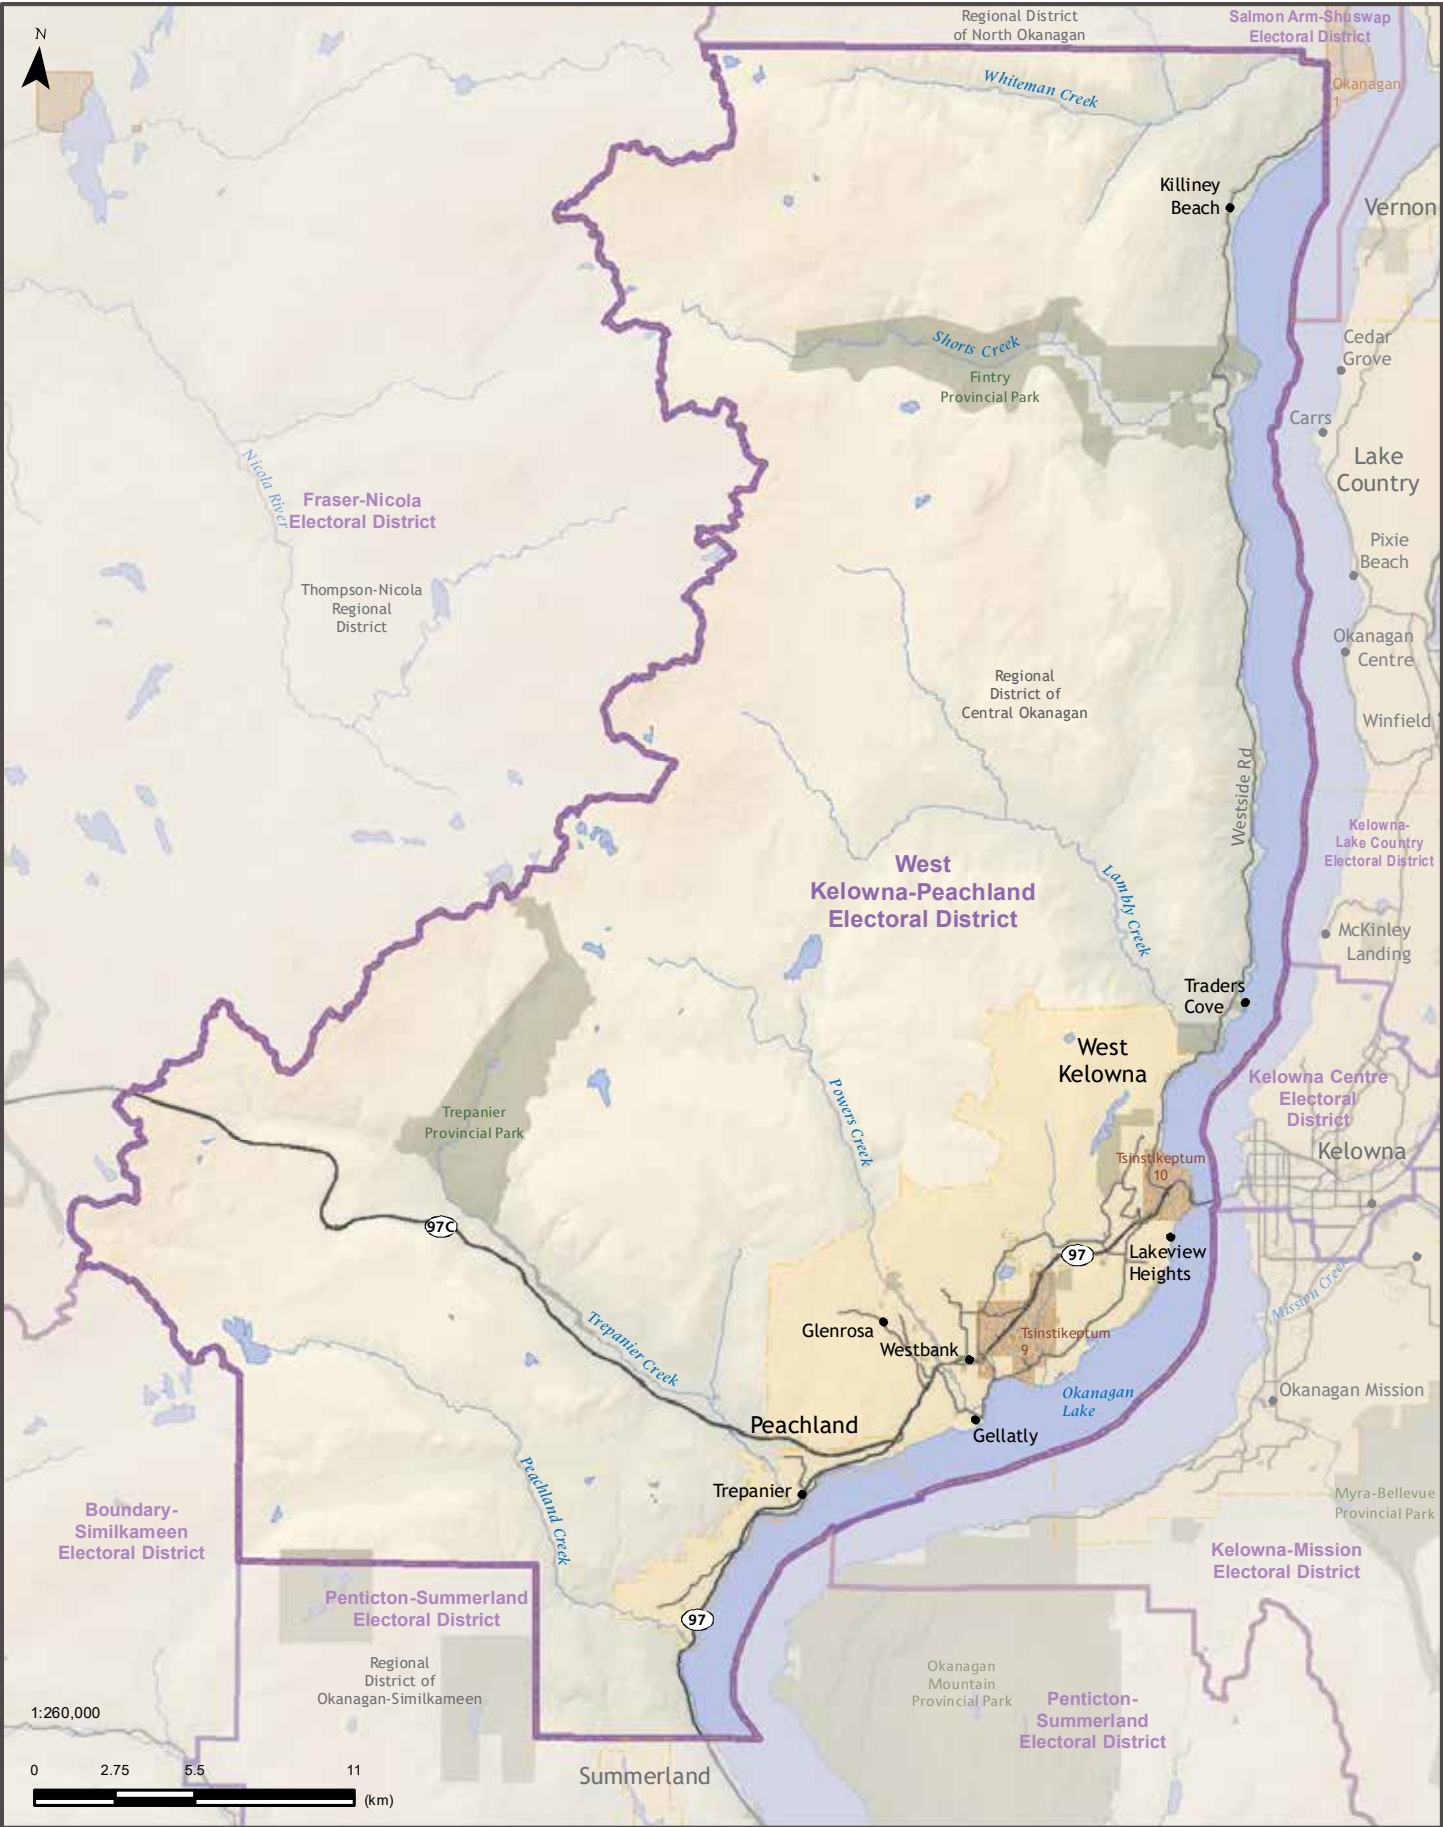 Regional District
of North Okanagan
Salmon Arm-Shuswap
Electoral District
N
Whiteman Creek
Okanagan
1
Killiney
Beach
Vernon
Shorts Creek
Fintry
Provincial Park
Cedar
Grove
Carrs
Lake
Country
Nicola River
Fraser-Nicola
Electoral District
Pixie
Beach
Thompson-Nicola
Regional
District
Okanagan
Centre
Regional
District of
Central Okanagan
Winfield
Westside Rd
Kelowna-
Lake Country
Electoral District
West
Kelowna-Peachland
Electoral District
Lambly Creek
McKinley
Landing
Traders
Cove
West
Kelowna
Kelowna Centre
Electoral
District
Trepanier
Provincial Park
Powers Creek
Kelowna
Tsinstikeptum
10
97C
97
Lakeview
Heights
Mission Creek
Trepanier Creek
Glenrosa
Westbank
Tsinstikeptum
9
Okanagan
Lake
Okanagan Mission
Peachland
Gellatly
Peachland Creek
Trepanier
Boundary-
Similkameen
Electoral District
Myra-Bellevue
Provincial Park
Kelowna-Mission
Electoral District
Penticton-Summerland
Electoral District
97
Regional
District of
Okanagan-Similkameen
Okanagan
Mountain
Provincial Park
Penticton-
Summerland
Electoral District
1:260,000
0 2.75 5.5 11
(km)
Summerland